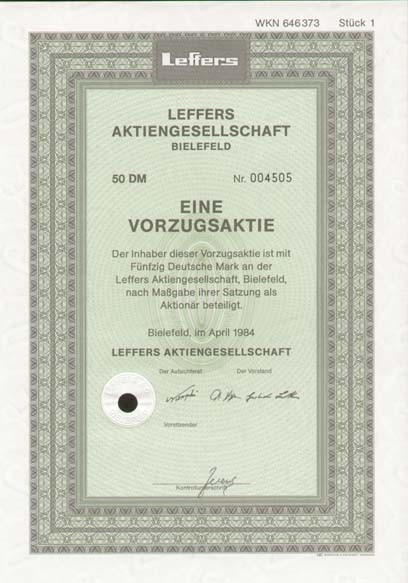 WKN 646373 Stück 1
Leffers
LEFFERS
AKTIENGESELLSCHAFT
BIELEFELD
50 DM Nr. 004505
EINE
VORZUGSAKTIE
Der Inhaber dieser Vorzugsaktie ist mit
Fünfzig Deutsche Mark an der
Leffers Aktiengesellschaft, Bielefeld,
nach Maßgabe ihrer Satzung als
Aktionär beteiligt.
Bielefeld, im April 1984
LEFFERS AKTIENGESELLSCHAFT
Der Aufsichtsrat Der Vorstand
Vorsitzender
Kontrollunterschrift